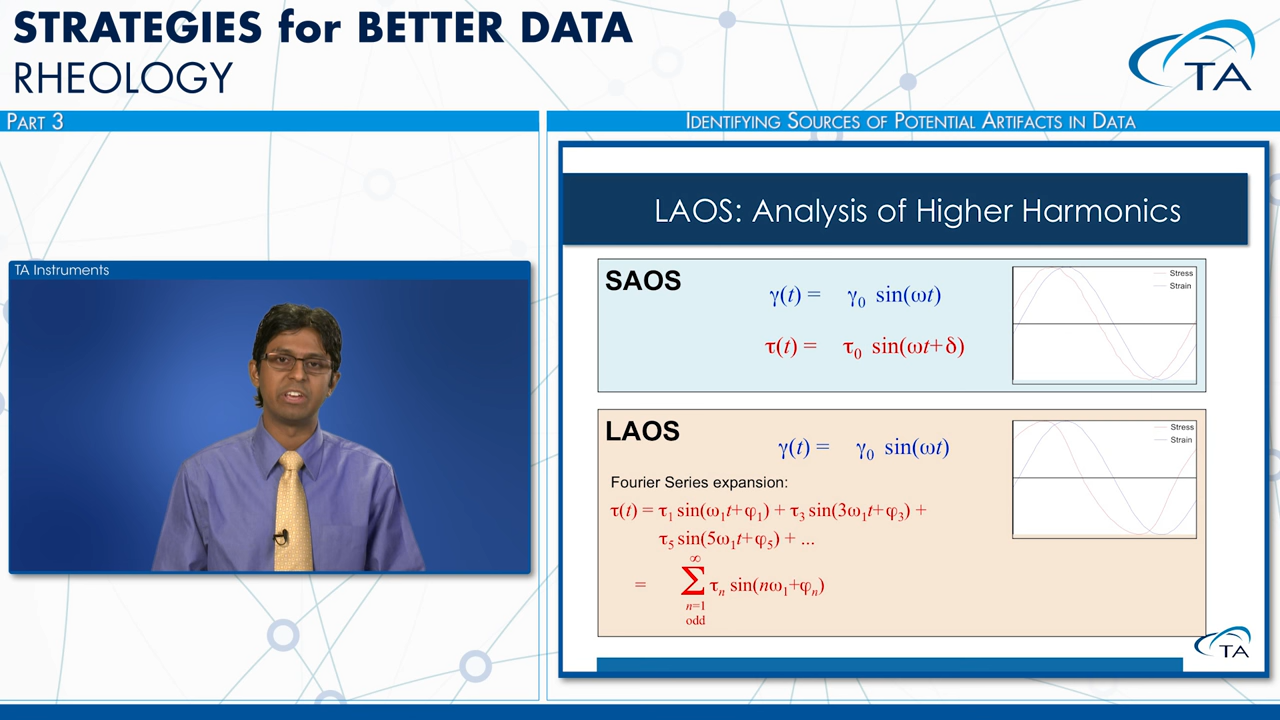 STRATEGIES for BETTER DATA
RHEOLOGY
TA
PART 3
IDENTIFYING SOURCES OF POTENTIAL ARTIFACTS IN DATA
TA Instruments
LAOS: Analysis of Higher Harmonics
SAOS
γ(t) = γ₀ sin(ωt)
τ(t) = τ₀ sin(ωt+δ)
Stress
Strain
LAOS
γ(t) = γ₀ sin(ωt)
Fourier Series expansion:
τ(t) = τ₁ sin(ω₁t+φ₁) + τ₃ sin(3ω₁t+φ₃) +
τ₅ sin(5ω₁t+φ₅) + ...
= ∞ Σ n=1 odd τₙ sin(nω₁+φₙ)
Stress
Strain
TA